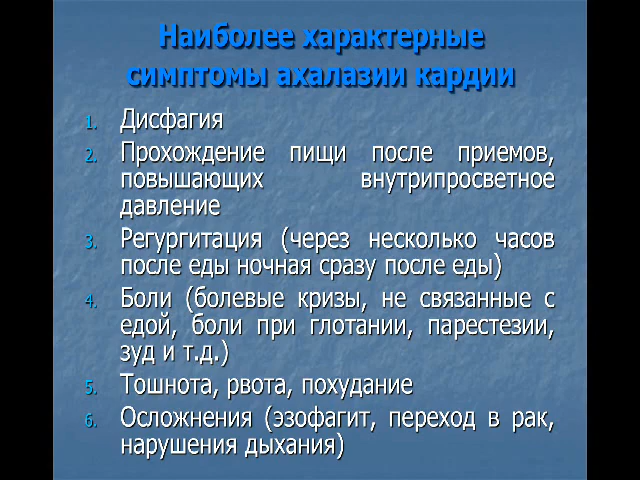 Наиболее характерные
симптомы ахалазии кардии
1. Дисфагия
2. Прохождение пищи после приемов,
повышающих внутрипросветное
давление
3. Регургитация (через несколько часов
после еды ночная сразу после еды)
4. Боли (болевые кризы, не связанные с
едой, боли при глотании, парестезии,
зуд и т.д.)
5. Тошнота, рвота, похудание
6. Осложнения (эзофагит, переход в рак,
нарушения дыхания)